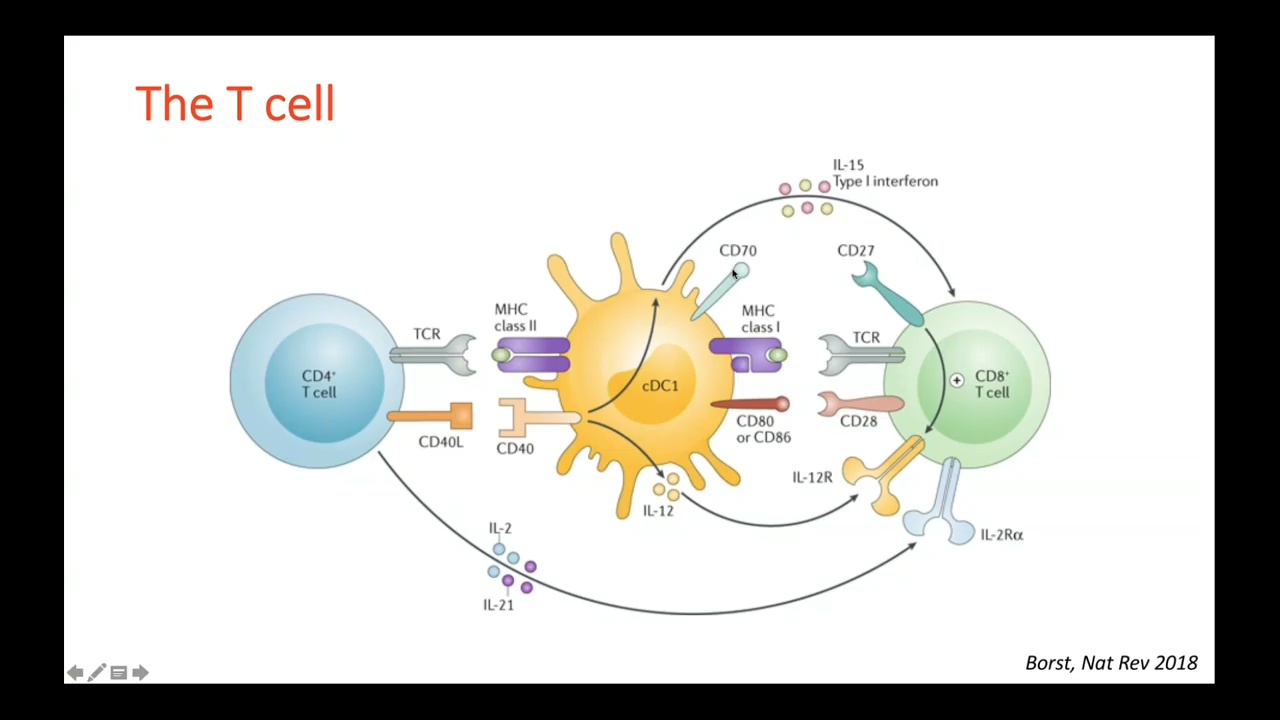 The T cell
IL-15
Type I interferon
CD70
CD27
MHC
class II
MHC
class I
TCR
TCR
CD4⁺
T cell
cDC1
CD8⁺
T cell
+
CD40L
CD40
CD80
or CD86
CD28
IL-12R
IL-12
IL-2
IL-2Rα
IL-21
Borst, Nat Rev 2018